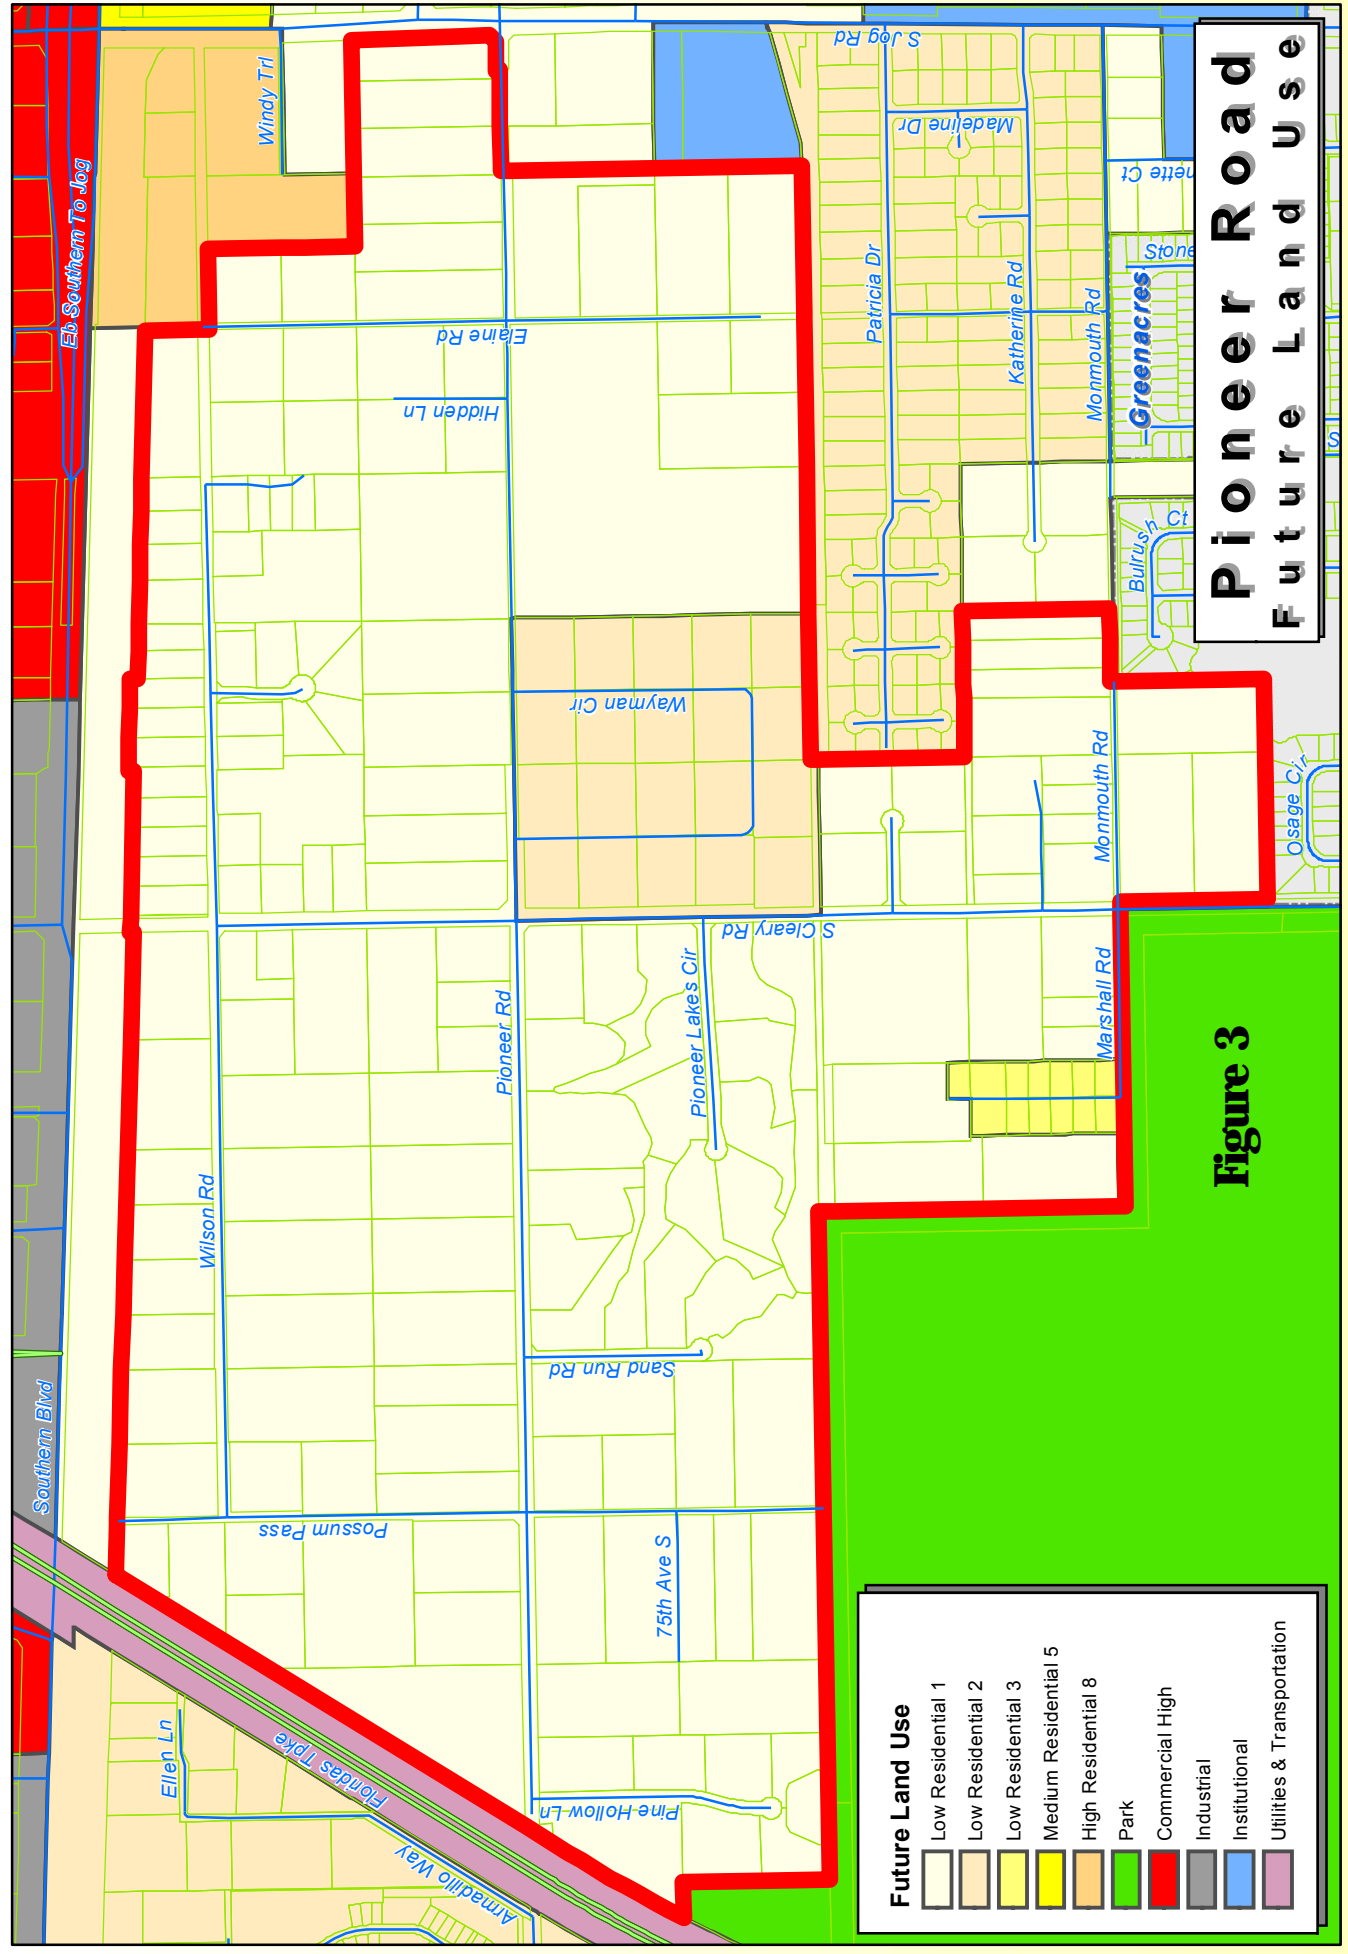 Pioneer Road
Future Land Use
Figure 3
Future Land Use
Low Residential 1
Low Residential 2
Low Residential 3
Medium Residential 5
High Residential 8
Park
Commercial High
Industrial
Institutional
Utilities & Transportation
Southern Blvd
Eb Southern To Jog
Windy Trl
S Jog Rd
Elaine Rd
Hidden Ln
Wilson Rd
Pioneer Rd
Wayman Cir
S Cleary Rd
Pioneer Lakes Cir
Sand Run Rd
Possum Pass
75th Ave S
Pine Hollow Ln
Floridas Tpke
Ellen Ln
Armadillo Way
Patricia Dr
Madeline Dr
Katherine Rd
Monmouth Rd
Monmouth Rd
Marshall Rd
Greenacres
Bulrush Ct
Osage Cir
nette Ct
Stone
S